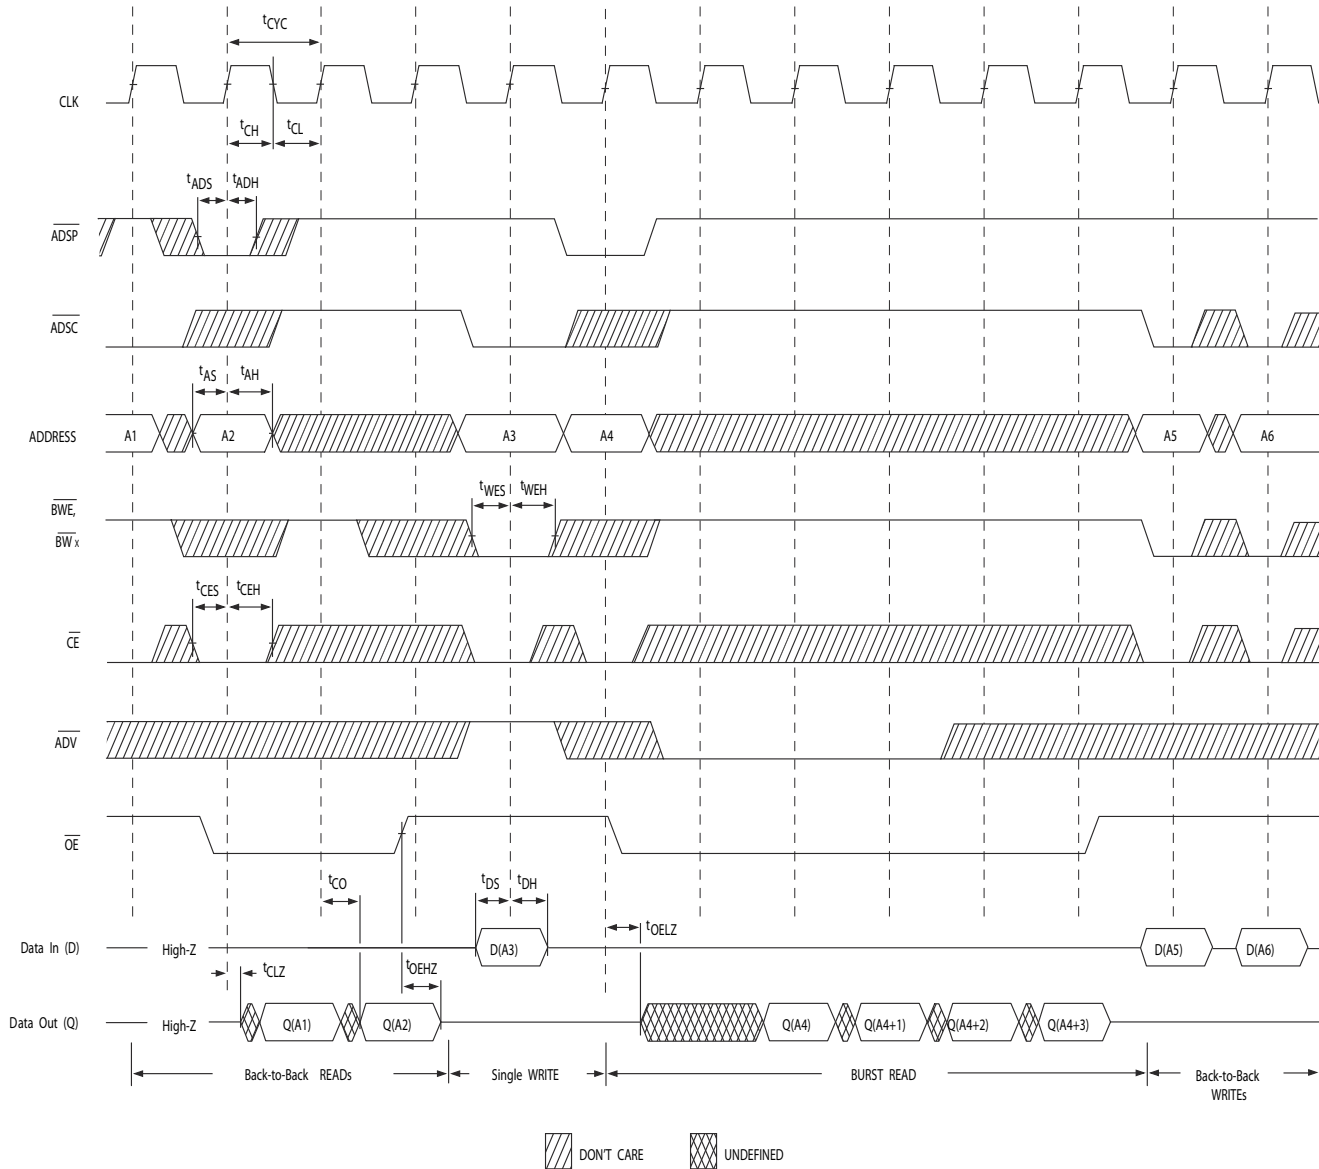 tCYC
CLK
tCH
tCL
tADS
tADH
ADSP
ADSC
tAS
tAH
ADDRESS
A1
A2
A3
A4
A5
A6
tWES
tWEH
BWE,
BW x
tCES
tCEH
CE
ADV
OE
tCO
tDS
tDH
tOELZ
Data In (D)
High-Z
D(A3)
D(A5)
D(A6)
tCLZ
tOEHZ
Data Out (Q)
High-Z
Q(A1)
Q(A2)
Q(A4)
Q(A4+1)
Q(A4+2)
Q(A4+3)
Back-to-Back READs
Single WRITE
BURST READ
Back-to-Back
WRITEs
DON'T CARE
UNDEFINED